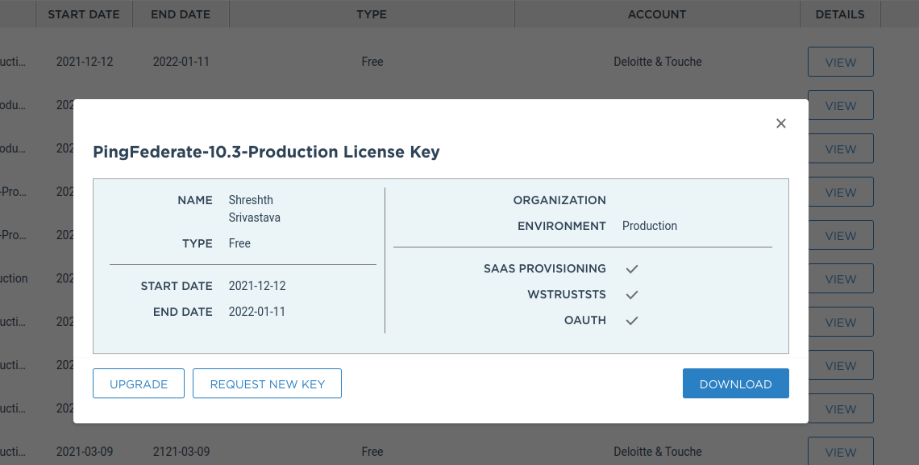 START DATE END DATE TYPE ACCOUNT DETAILS
ucti... 2021-12-12 2022-01-11 Free Deloitte & Touche VIEW
odu... 202 VIEW
PingFederate-10.3-Production License Key
odu... 202 VIEW
-Pro... 202 VIEW
-Pro... 202 VIEW
uction 202 VIEW
ucti... 202 VIEW
ucti... 202 VIEW
ucti... 202 VIEW
NAME Shreshth
Srivastava
TYPE Free
START DATE 2021-12-12
END DATE 2022-01-11
ORGANIZATION
ENVIRONMENT Production
SAAS PROVISIONING
WSTRUSTSTS
OAUTH
UPGRADE REQUEST NEW KEY DOWNLOAD
ucti... 2021-03-09 2121-03-09 Free Deloitte & Touche VIEW